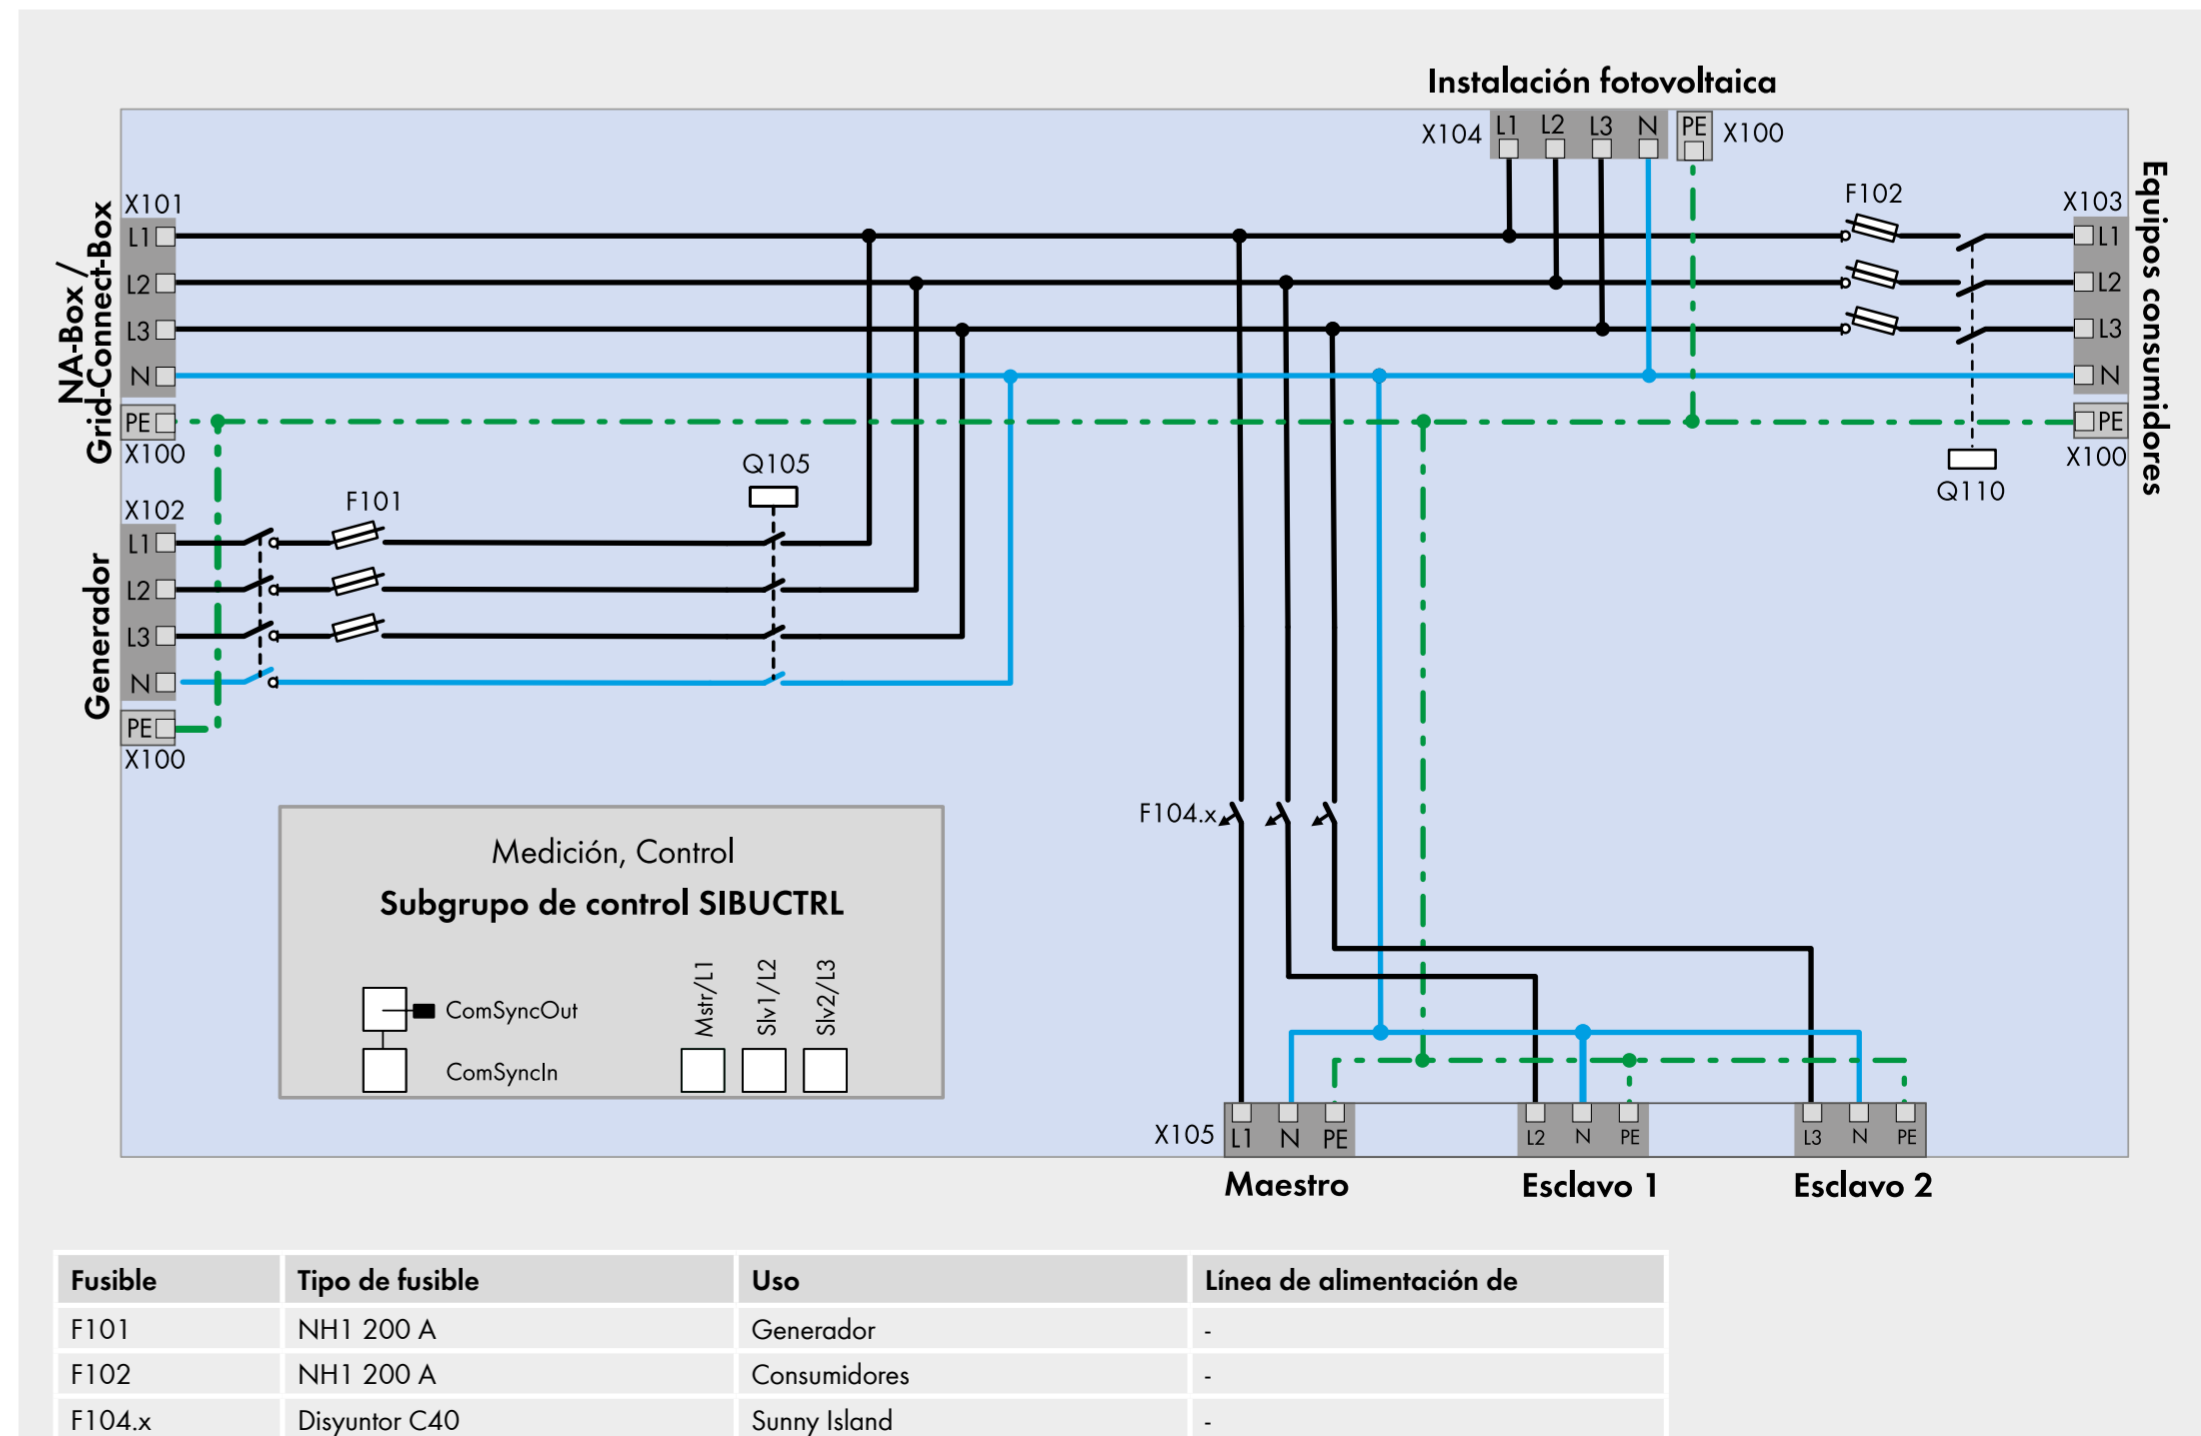 Instalación fotovoltaica
X104 L1 L2 L3 N PE X100
NA-Box /
Grid-Connect-Box
X101
L1
L2
L3
N
PE
X100
F102
X103
L1
L2
L3
N
PE
X100
Equipos consumidores
Q110
Generador
X102
L1
L2
L3
N
PE
X100
F101
Q105
F104.x
Medición, Control
Subgrupo de control SIBUCTRL
Mstr/L1
Slv1/L2
Slv2/L3
ComSyncOut
ComSyncIn
X105 L1 N PE L2 N PE L3 N PE
Maestro Esclavo 1 Esclavo 2
Fusible Tipo de fusible Uso Línea de alimentación de
F101 NH1 200 A Generador -
F102 NH1 200 A Consumidores -
F104.x Disyuntor C40 Sunny Island -